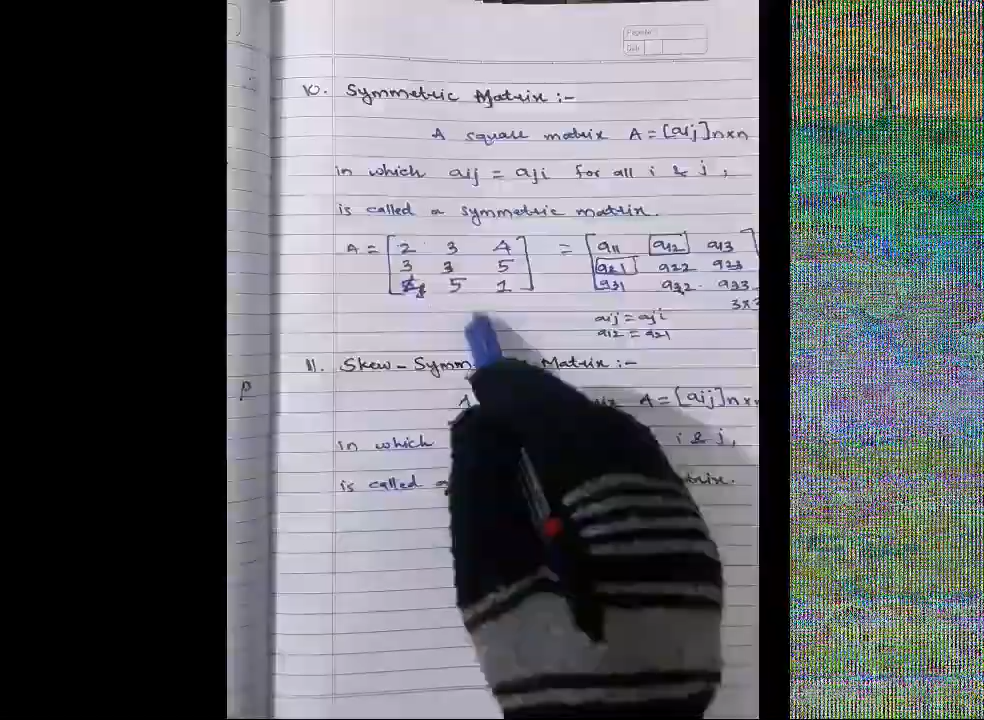 Page No.
Date
10. Symmetric Matrix :-
A square matrix A = [aij]n×n
in which aij = aji for all i & j,
is called a symmetric matrix.
A = [2 3 4 = [a11 a12 a13
3 3 5 a21 a22 a23
4 5 1] a31 a32 a33
aij = aji
a12 = a21
11. Skew-Symm Matrix :-
A A = [aij]n×n
in which i & j,
is called